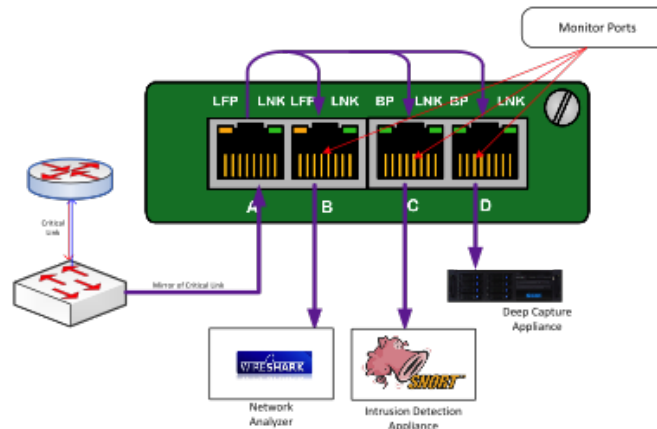 Monitor Ports
LFP LNK LFP LNK BP LNK BP LNK
A B C D
Critical
Link
Mirror of Critical Link
WIRESHARK
SNORT
Deep Capture
Appliance
Network
Analyzer
Intrusion Detection
Appliance